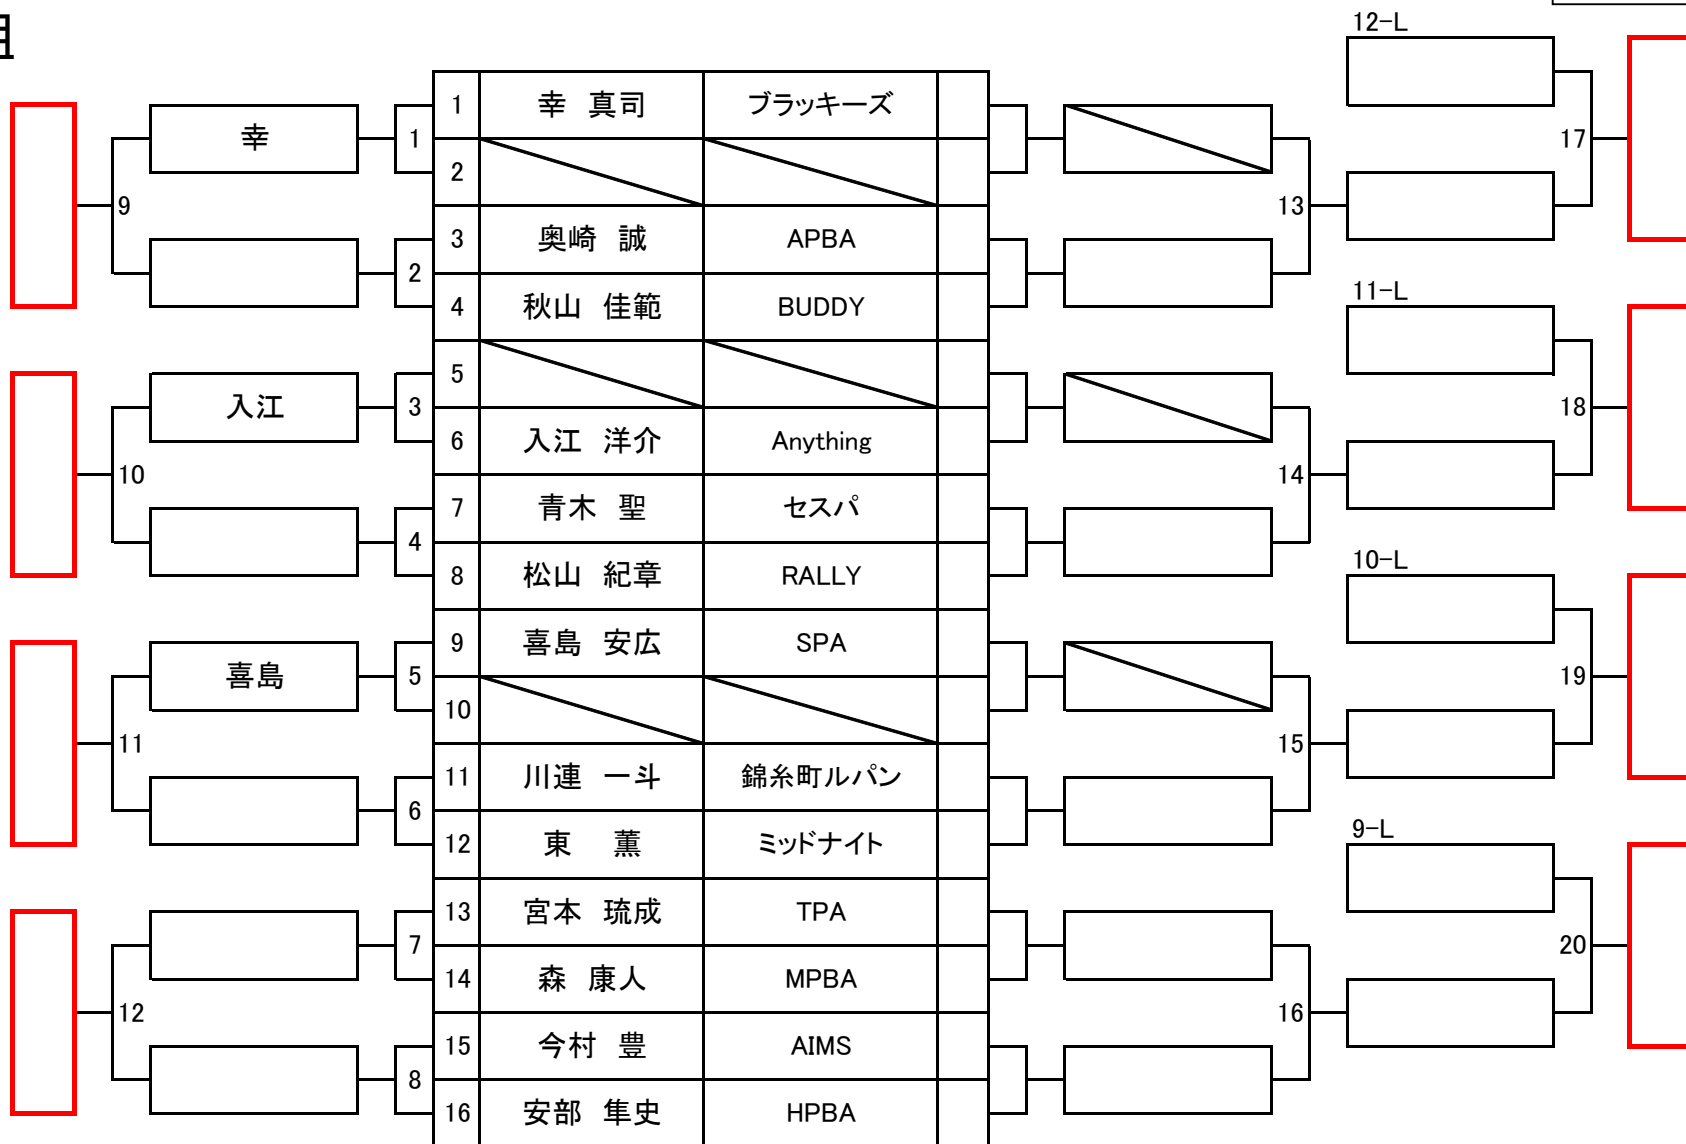 組
幸
入江
喜島
1
2
3
4
5
6
7
8
9
10
11
12
1 幸 真司 ブラッキーズ
2
3 奥崎 誠 APBA
4 秋山 佳範 BUDDY
5
6 入江 洋介 Anything
7 青木 聖 セスパ
8 松山 紀章 RALLY
9 喜島 安広 SPA
10
11 川連 一斗 錦糸町ルパン
12 東 薫 ミッドナイト
13 宮本 琉成 TPA
14 森 康人 MPBA
15 今村 豊 AIMS
16 安部 隼史 HPBA
13
14
15
16
12-L
17
11-L
18
10-L
19
9-L
20